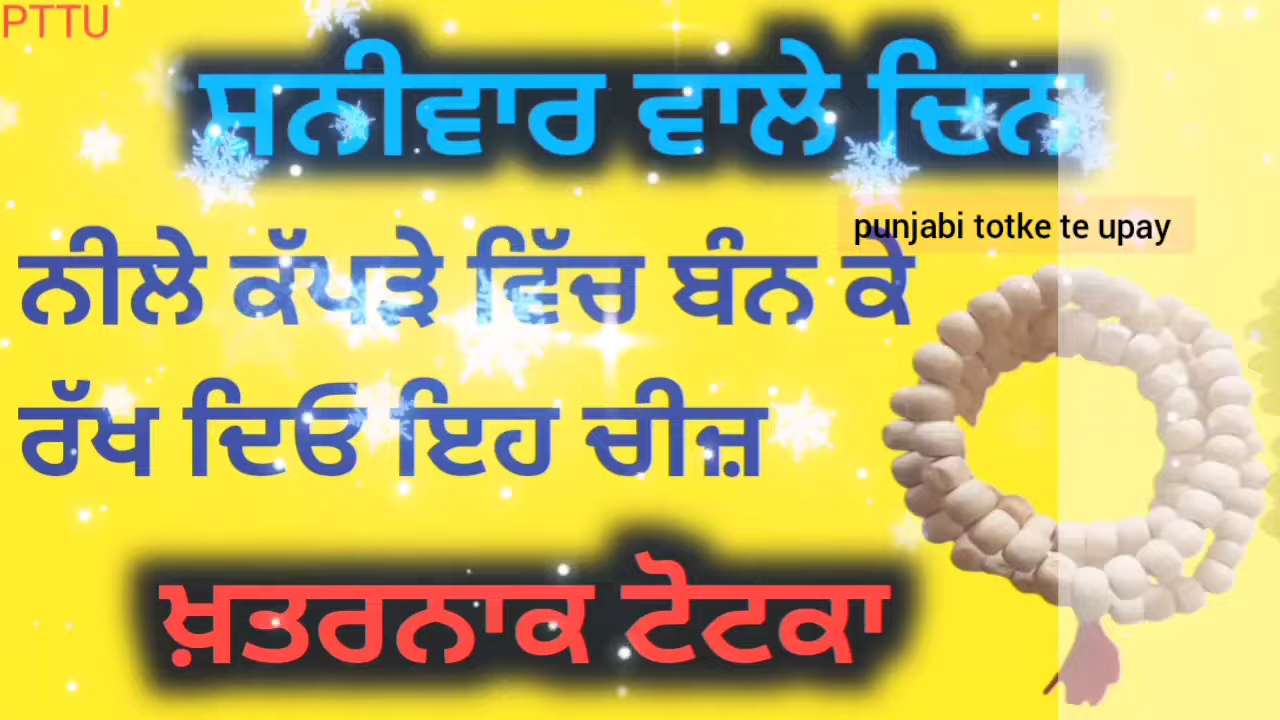 PTTU
ਸ਼ਨੀਵਾਰ ਵਾਲੇ ਦਿਨ
punjabi totke te upay
ਨੀਲੇ ਕੱਪੜੇ ਵਿੱਚ ਬੰਨ ਕੇ
ਰੱਖ ਦਿਓ ਇਹ ਚੀਜ਼
ਖ਼ਤਰਨਾਕ ਟੋਟਕਾ